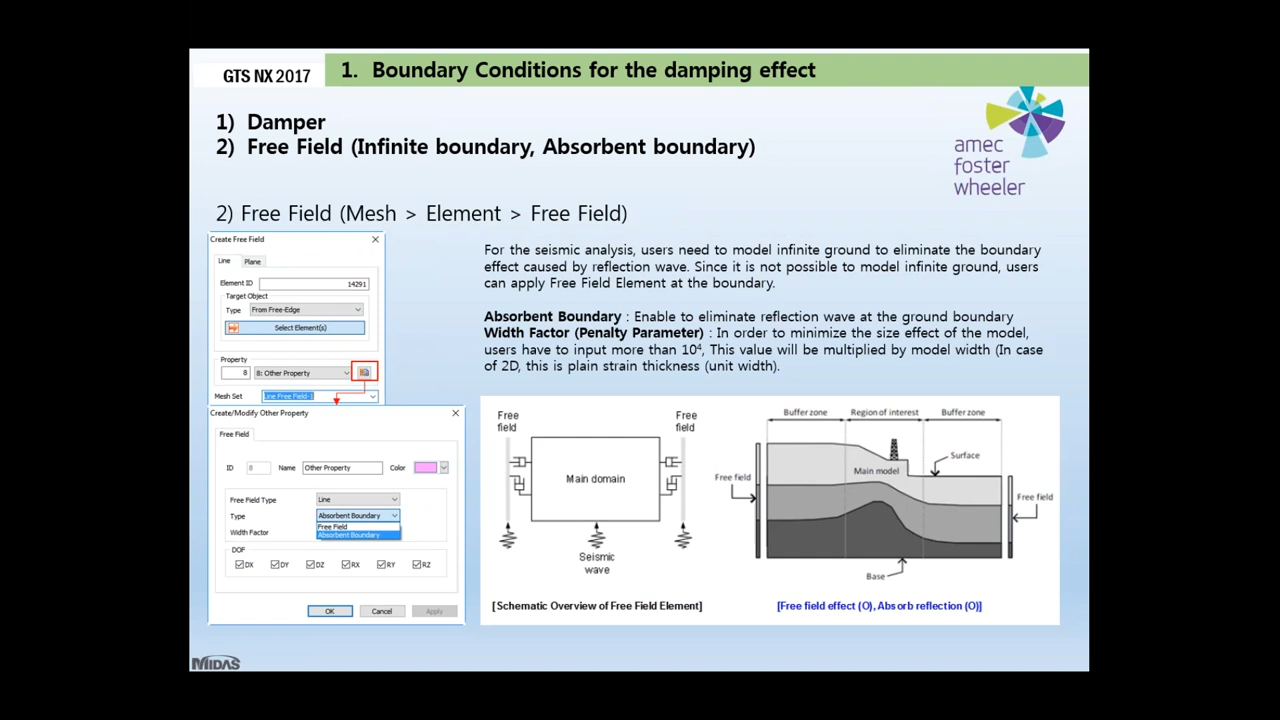 GTS NX 2017
1. Boundary Conditions for the damping effect
1) Damper
2) Free Field (Infinite boundary, Absorbent boundary)
amec
foster
wheeler
2) Free Field (Mesh > Element > Free Field)
Create Free Field
Line Plane
Element ID 14291
Target Object
Type From Free-Edge
Select Element(s)
Property
8 8: Other Property
Mesh Set Line Free Field-1
Create/Modify Other Property
Free Field
ID 8 Name Other Property Color
Free Field Type Line
Type Absorbent Boundary
Free Field
Width Factor Absorbent Boundary
DOF
DX DY DZ RX RY RZ
OK Cancel Apply
For the seismic analysis, users need to model infinite ground to eliminate the boundary
effect caused by reflection wave. Since it is not possible to model infinite ground, users
can apply Free Field Element at the boundary.
Absorbent Boundary : Enable to eliminate reflection wave at the ground boundary
Width Factor (Penalty Parameter) : In order to minimize the size effect of the model,
users have to input more than 10⁴, This value will be multiplied by model width (In case
of 2D, this is plain strain thickness (unit width).
Free
field
Free
field
Main domain
Seismic
wave
[Schematic Overview of Free Field Element]
Buffer zone Region of interest Buffer zone
Surface
Main model
Free field
Free field
Base
[Free field effect (O), Absorb reflection (O)]
MIDAS